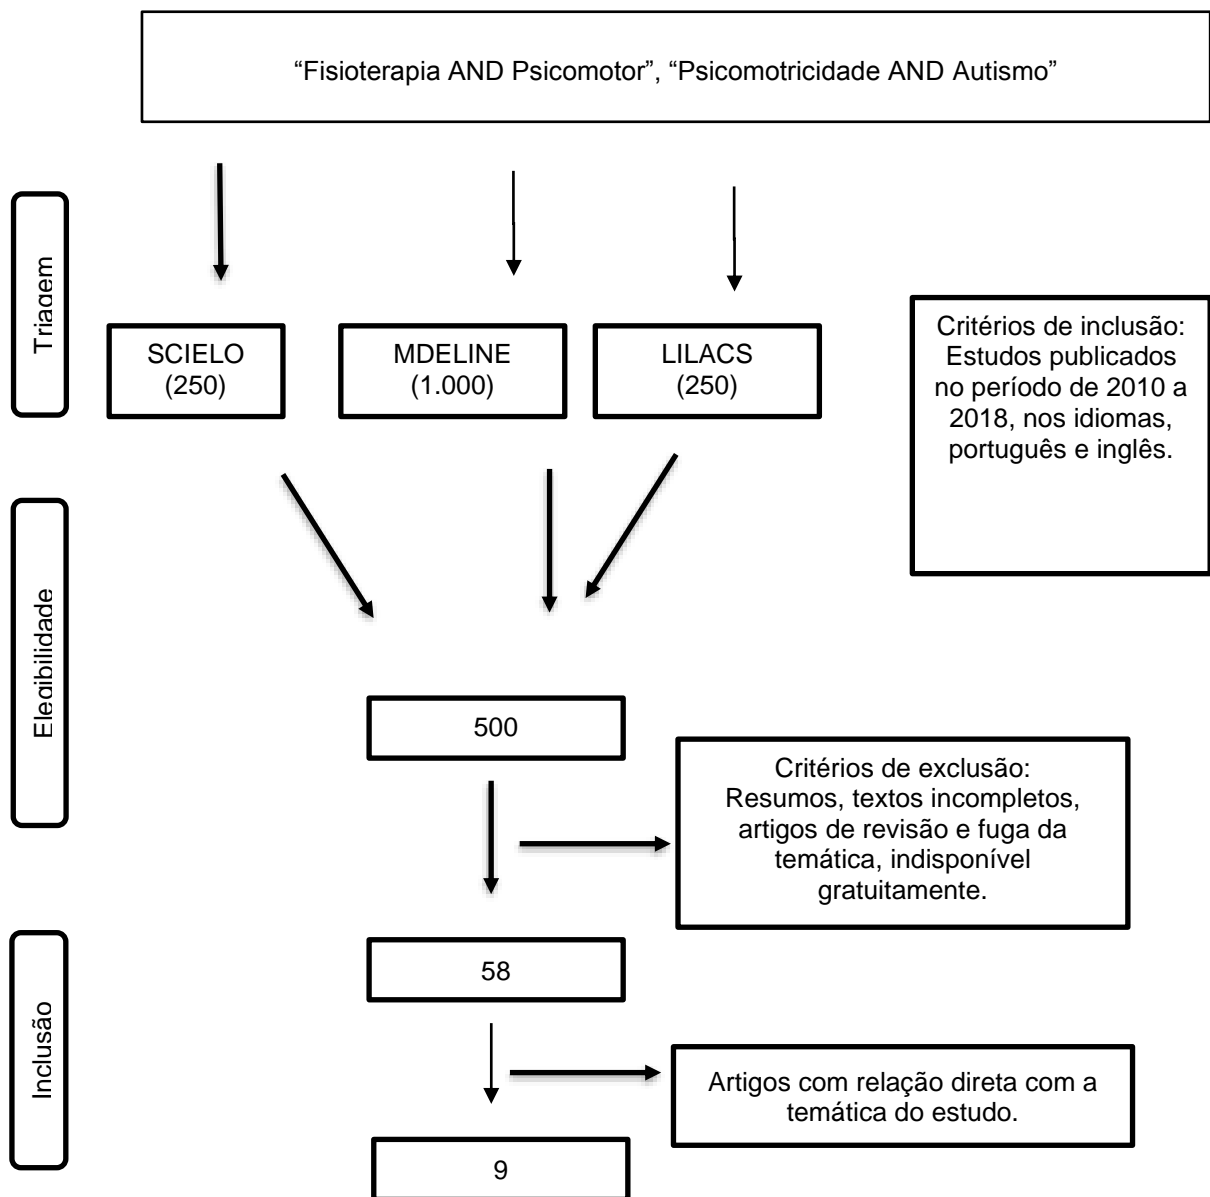 “Fisioterapia AND Psicomotor”, “Psicomotricidade AND Autismo”
Triagem
SCIELO
(250)
MDELINE
(1.000)
LILACS
(250)
Critérios de inclusão:
Estudos publicados
no período de 2010 a
2018, nos idiomas,
português e inglês.
Elegibilidade
500
Critérios de exclusão:
Resumos, textos incompletos,
artigos de revisão e fuga da
temática, indisponível
gratuitamente.
Inclusão
58
Artigos com relação direta com a
temática do estudo.
9